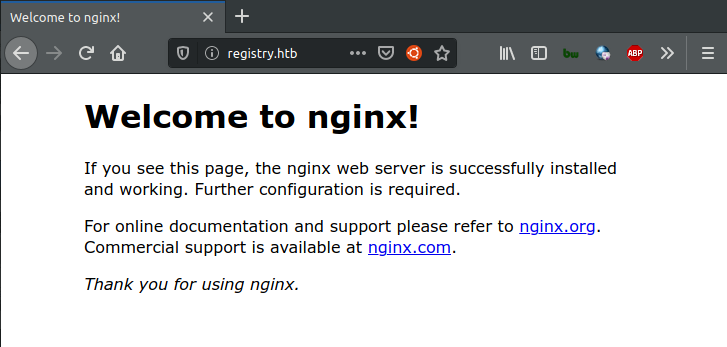 Welcome to nginx!
registry.htb
bw
ABP
Welcome to nginx!
If you see this page, the nginx web server is successfully installed
and working. Further configuration is required.
For online documentation and support please refer to nginx.org.
Commercial support is available at nginx.com.
Thank you for using nginx.